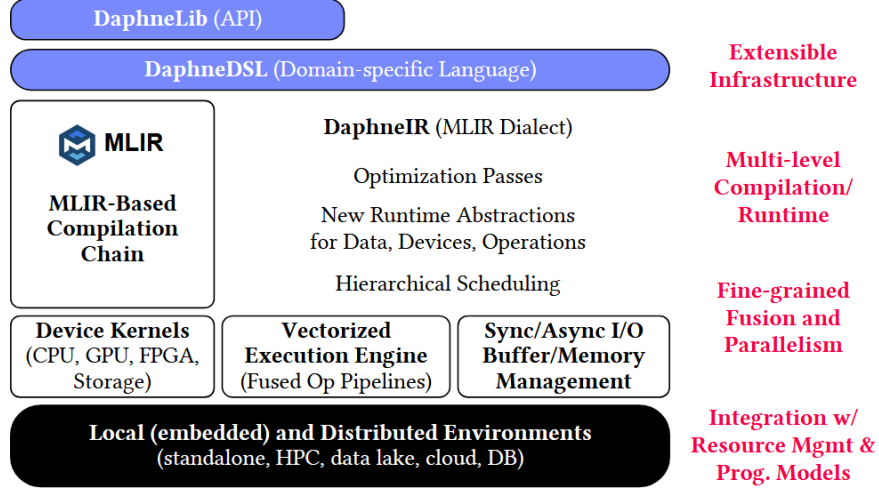 DaphneLib (API)
DaphneDSL (Domain-specific Language)
MLIR
MLIR-Based
Compilation
Chain
DaphneIR (MLIR Dialect)
Optimization Passes
New Runtime Abstractions
for Data, Devices, Operations
Hierarchical Scheduling
Device Kernels
(CPU, GPU, FPGA,
Storage)
Vectorized
Execution Engine
(Fused Op Pipelines)
Sync/Async I/O
Buffer/Memory
Management
Local (embedded) and Distributed Environments
(standalone, HPC, data lake, cloud, DB)
Extensible
Infrastructure
Multi-level
Compilation/
Runtime
Fine-grained
Fusion and
Parallelism
Integration w/
Resource Mgmt &
Prog. Models